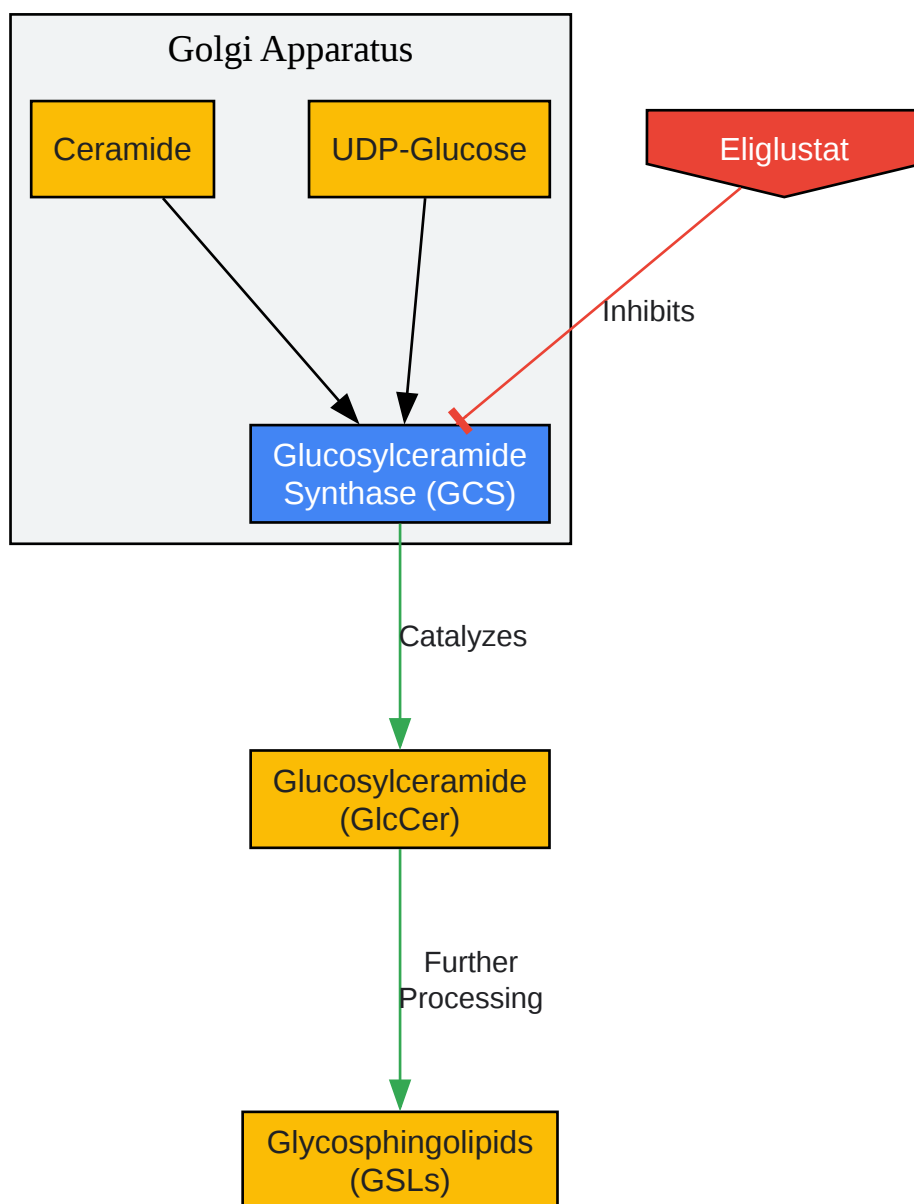 Golgi Apparatus
Ceramide
UDP-Glucose
Eliglustat
Inhibits
Glucosylceramide
Synthase (GCS)
Catalyzes
Glucosylceramide
(GlcCer)
Further
Processing
Glycosphingolipids
(GSLs)